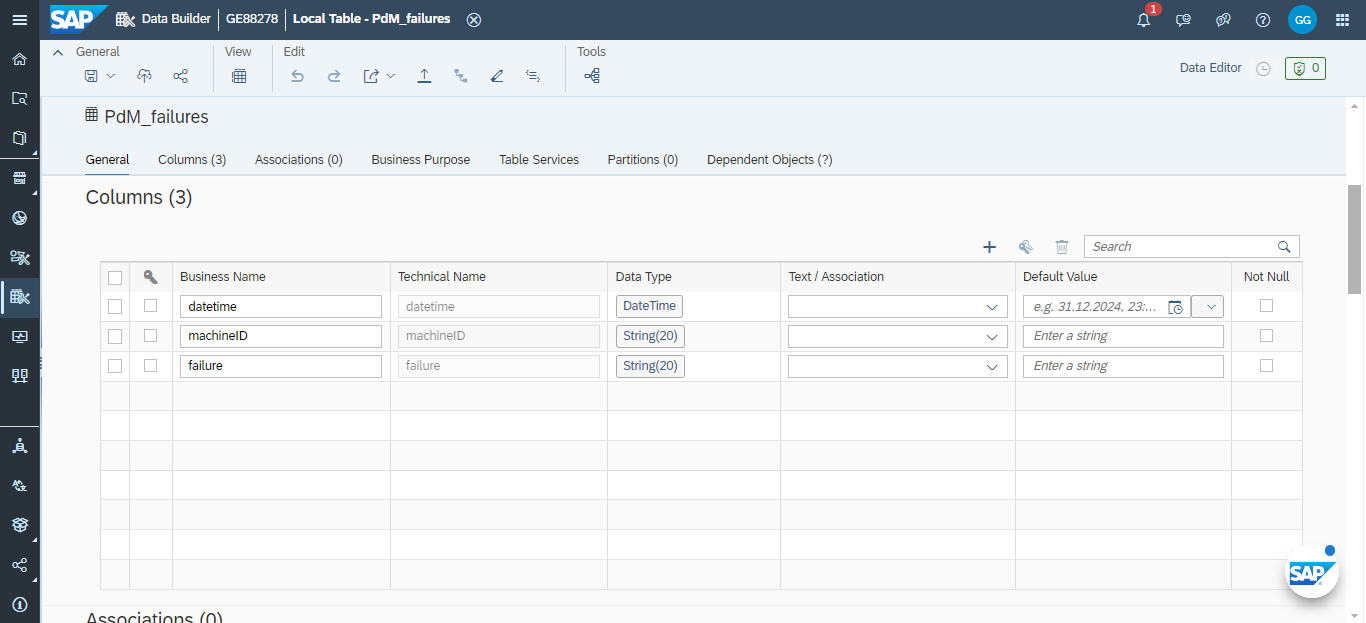 SAP Data Builder GE88278 Local Table - PdM_failures 1 GG
General View Edit Tools
Data Editor 0
PdM_failures
General Columns (3) Associations (0) Business Purpose Table Services Partitions (0) Dependent Objects (?)
Columns (3)
Search
Business Name Technical Name Data Type Text / Association Default Value Not Null
datetime datetime DateTime e.g. 31.12.2024, 23:...
machineID machineID String(20) Enter a string
failure failure String(20) Enter a string
SAP
Associations (0)